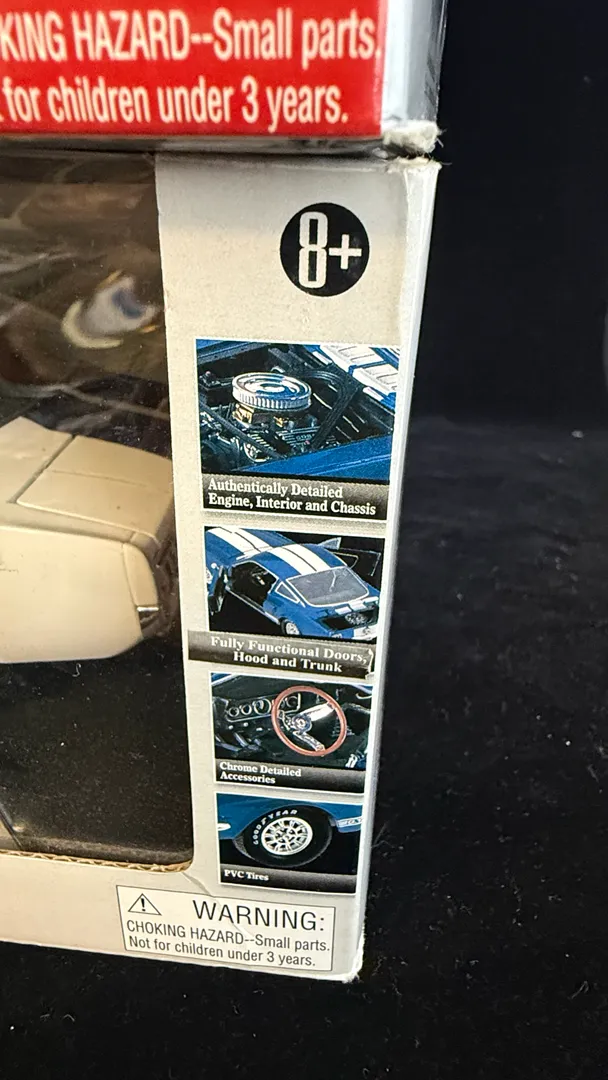 KING HAZARD--Small parts.
for children under 3 years.
8+
Authentically Detailed
Engine, Interior and Chassis
Fully Functional Doors,
Hood and Trunk
Chrome Detailed
Accessories
GOODYEAR
PVC Tires
WARNING:
CHOKING HAZARD--Small parts.
Not for children under 3 years.